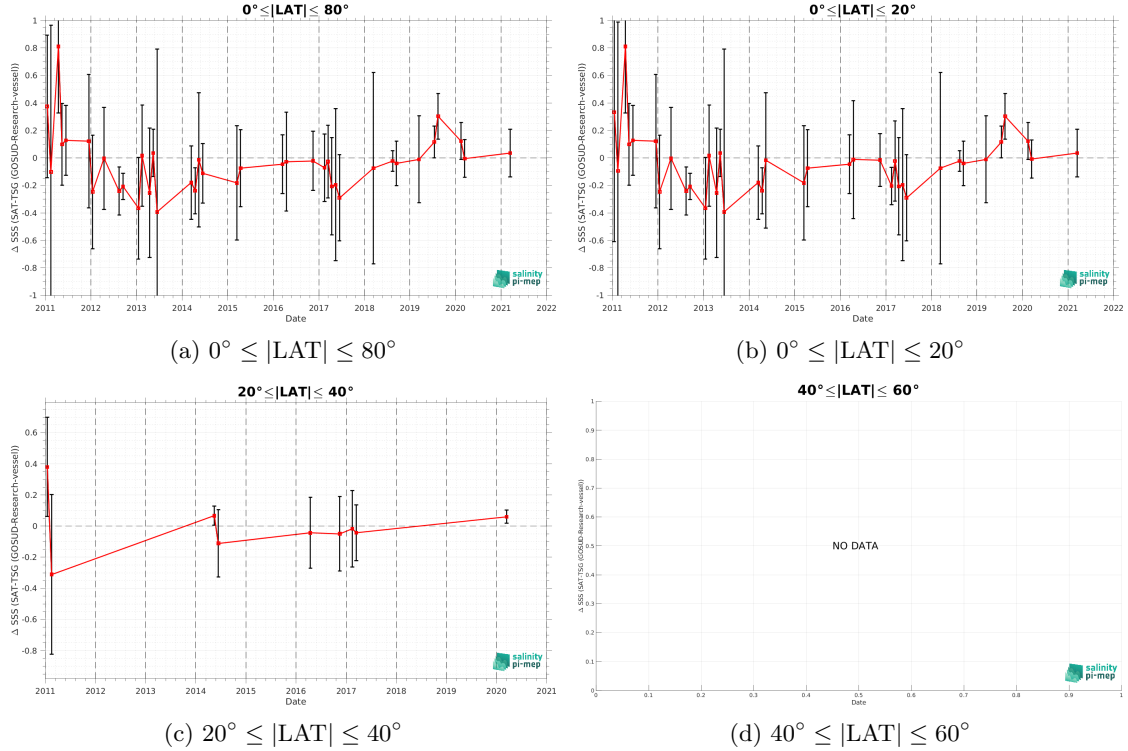 0°≤|LAT|≤ 80°
Δ SSS (SAT-TSG (GOSUD-Research-vessel))
1
0.8
0.6
0.4
0.2
0
-0.2
-0.4
-0.6
-0.8
-1
2011 2012 2013 2014 2015 2016 2017 2018 2019 2020 2021 2022
Date
salinity
pi-mep
(a) 0° ≤ |LAT| ≤ 80°
0°≤|LAT|≤ 20°
Δ SSS (SAT-TSG (GOSUD-Research-vessel))
1
0.8
0.6
0.4
0.2
0
-0.2
-0.4
-0.6
-0.8
-1
2011 2012 2013 2014 2015 2016 2017 2018 2019 2020 2021 2022
Date
salinity
pi-mep
(b) 0° ≤ |LAT| ≤ 20°
20°≤|LAT|≤ 40°
Δ SSS (SAT-TSG (GOSUD-Research-vessel))
0.6
0.4
0.2
0
-0.2
-0.4
-0.6
-0.8
2011 2012 2013 2014 2015 2016 2017 2018 2019 2020 2021
Date
salinity
pi-mep
(c) 20° ≤ |LAT| ≤ 40°
40°≤|LAT|≤ 60°
Δ SSS (SAT-TSG (GOSUD-Research-vessel))
1
0.9
0.8
0.7
0.6
0.5
0.4
0.3
0.2
0.1
0
NO DATA
0 0.1 0.2 0.3 0.4 0.5 0.6 0.7 0.8 0.9 1
Date
salinity
pi-mep
(d) 40° ≤ |LAT| ≤ 60°